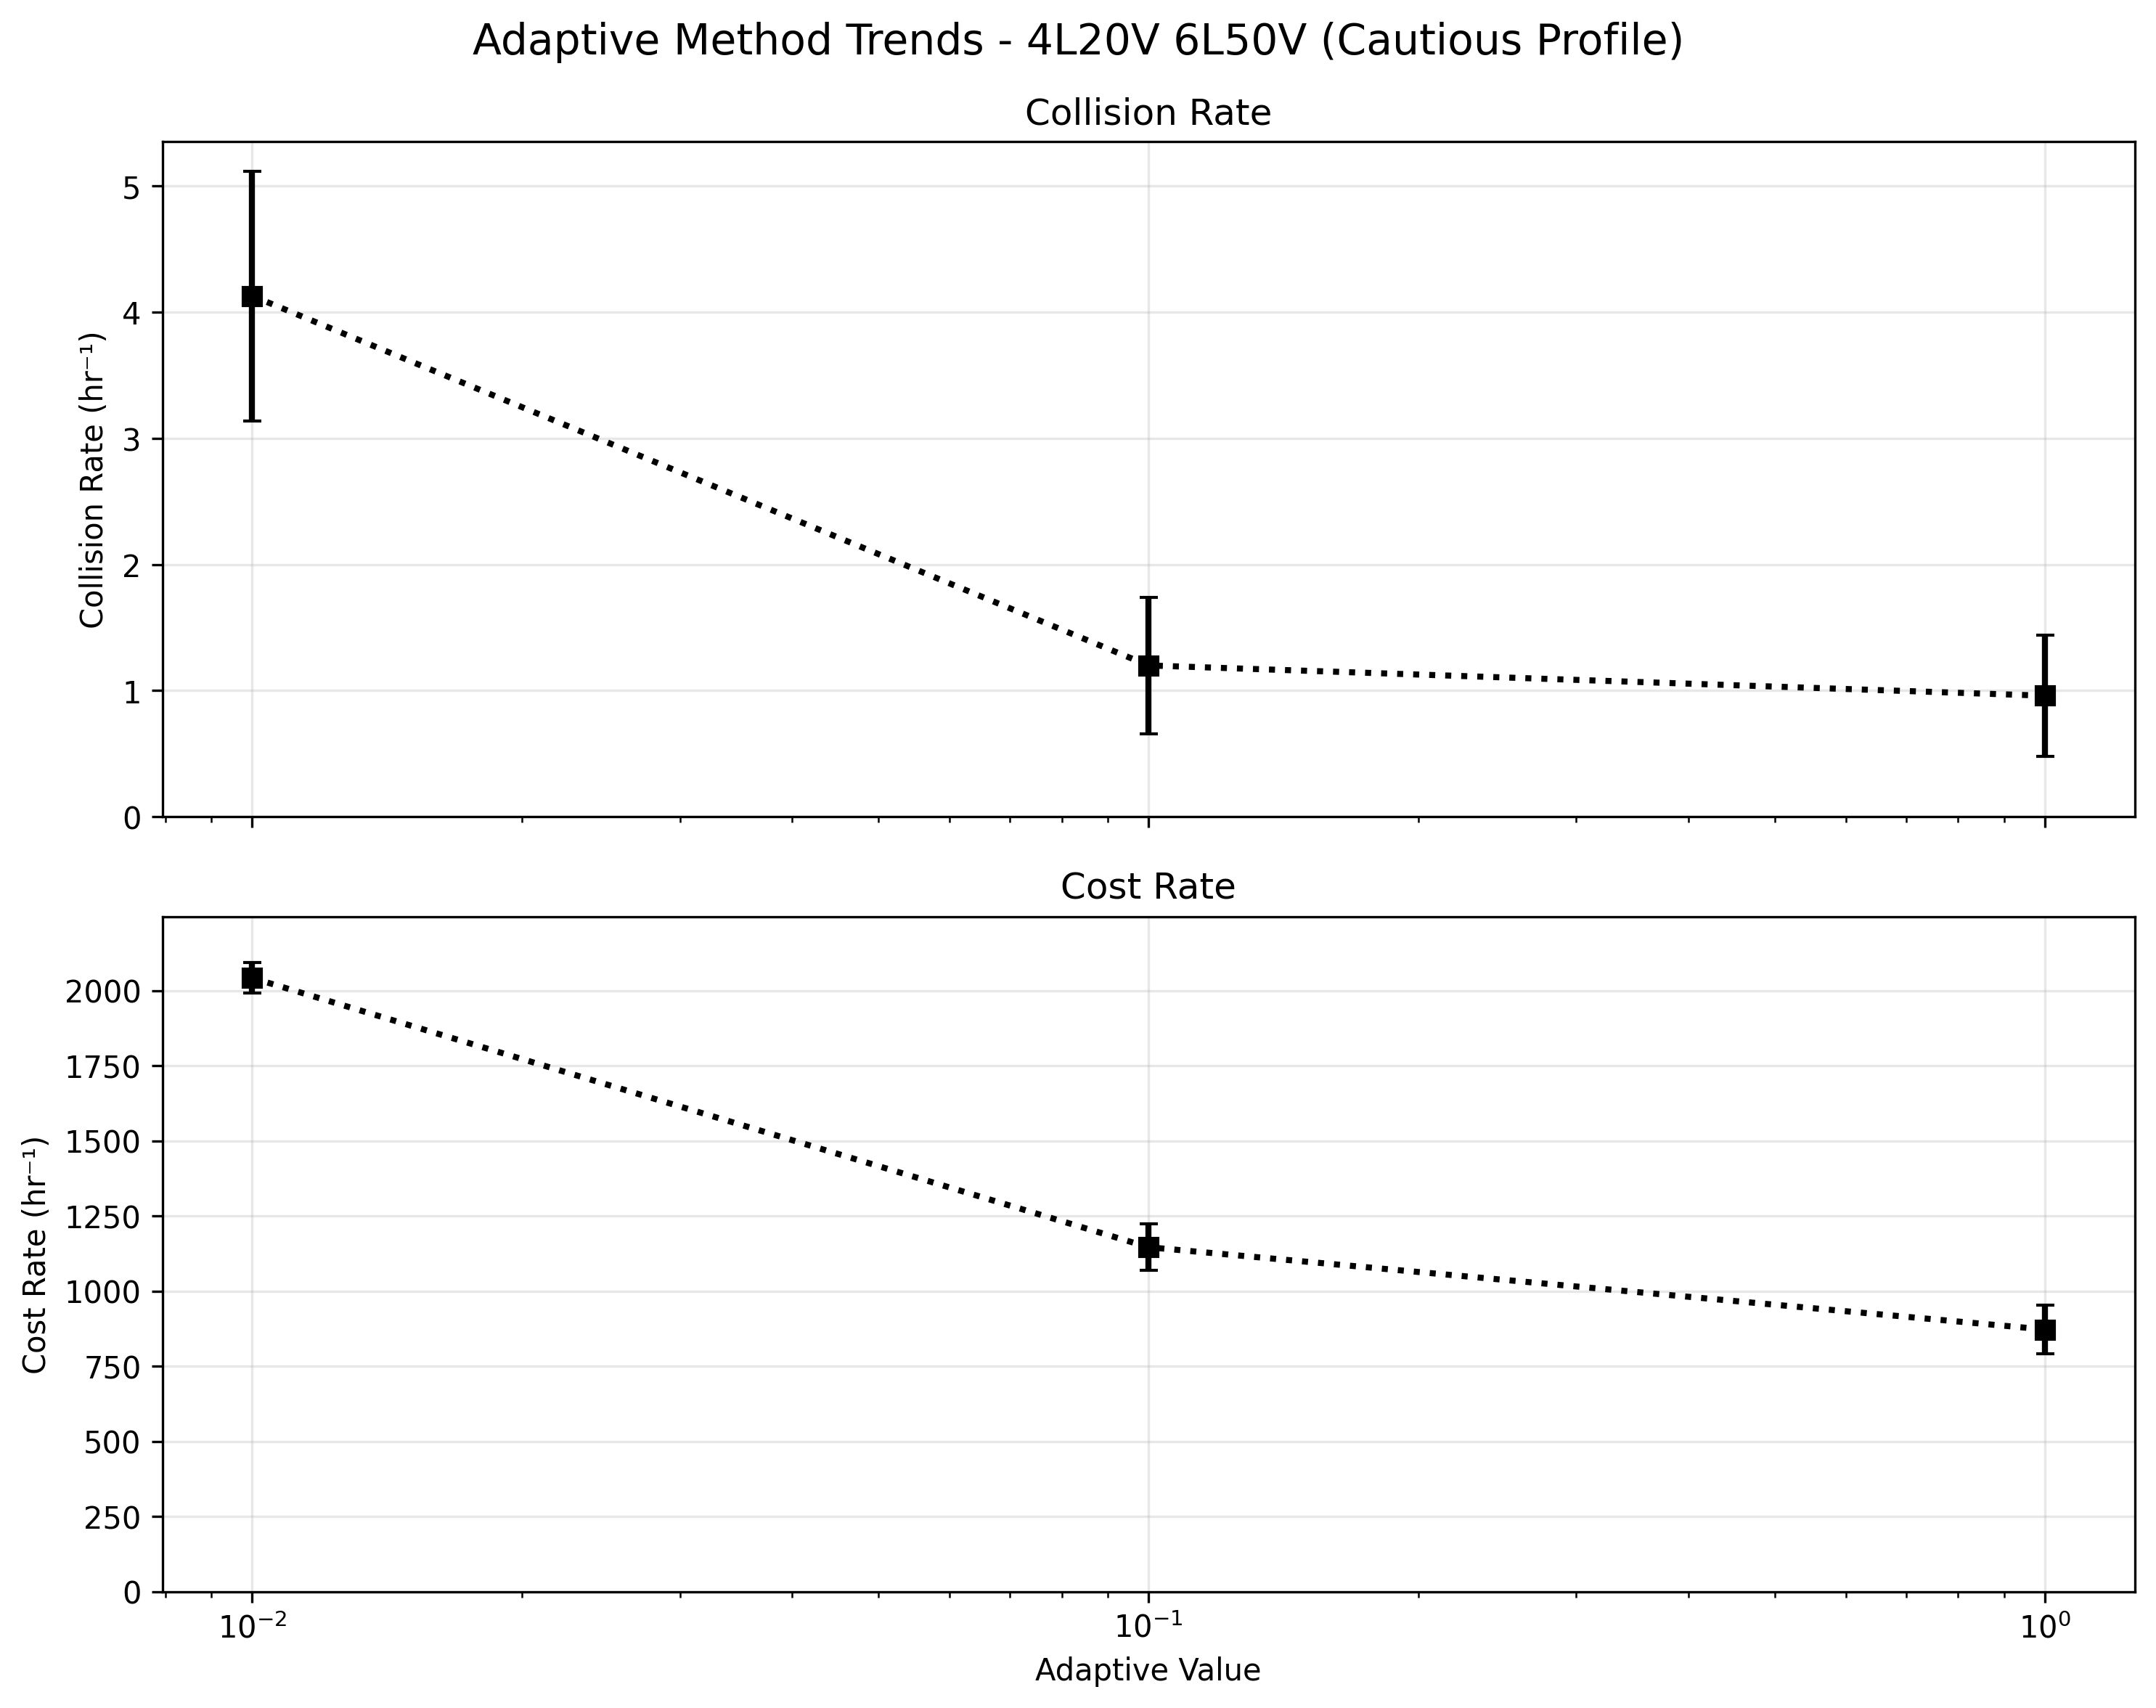 Adaptive Method Trends - 4L20V 6L50V (Cautious Profile)
Collision Rate
Collision Rate (hr⁻¹)
5
4
3
2
1
0
Cost Rate
Cost Rate (hr⁻¹)
2000
1750
1500
1250
1000
750
500
250
0
10⁻² 10⁻¹ 10⁰
Adaptive Value